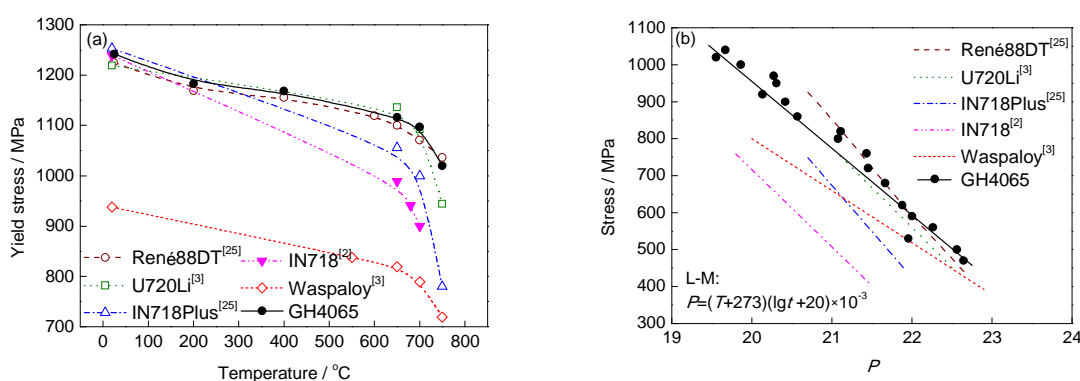 (a)
1300
1200
1100
1000
900
800
700
0 100 200 300 400 500 600 700 800
Yield stress / MPa
Temperature / °C
René88DT[25]
U720Li[3]
IN718Plus[25]
IN718[2]
Waspaloy[3]
GH4065
(b)
1100
1000
900
800
700
600
500
400
300
19 20 21 22 23 24
Stress / MPa
P
René88DT[25]
U720Li[3]
IN718Plus[25]
IN718[2]
Waspaloy[3]
GH4065
L-M:
P=(T+273)(lgt+20)×10-3